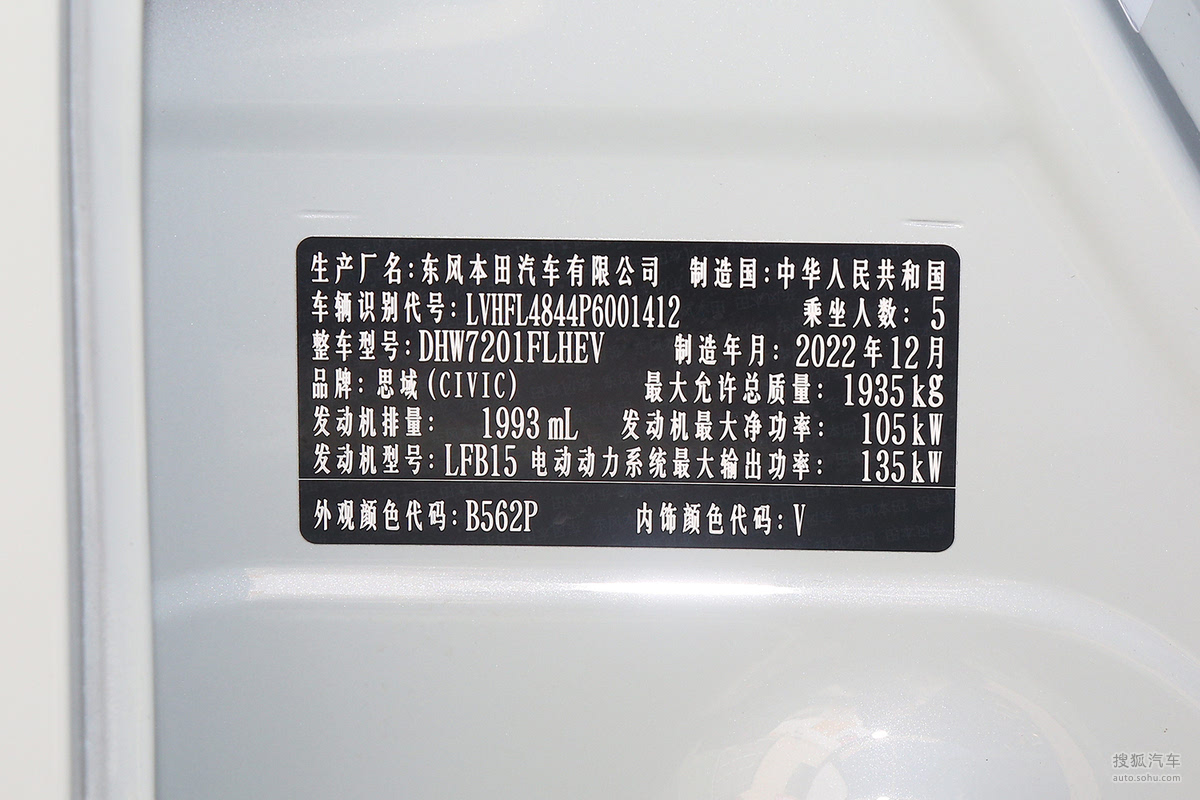 生产厂名:东风本田汽车有限公司 制造国:中华人民共和国
车辆识别代号:LVHFL4844P6001412 乘坐人数:5
整车型号:DHW7201FLHEV 制造年月:2022年12月
品牌:思域(CIVIC) 最大允许总质量:1935kg
发动机排量:1993mL 发动机最大净功率:105kW
发动机型号:LFB15 电动动力系统最大输出功率:135kW
外观颜色代码:B562P 内饰颜色代码:V
搜狐汽车
auto.sohu.com